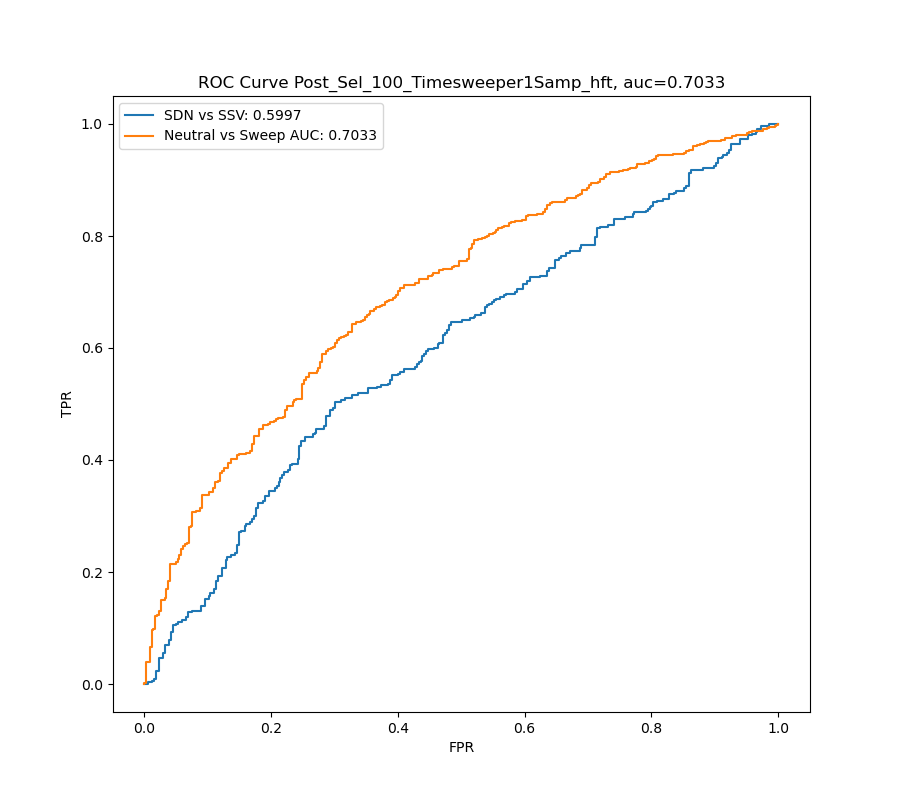 ROC Curve Post_Sel_100_Timesweeper1Samp_hft, auc=0.7033
SDN vs SSV: 0.5997
Neutral vs Sweep AUC: 0.7033
1.0
0.8
0.6
0.4
0.2
0.0
TPR
0.0 0.2 0.4 0.6 0.8 1.0
FPR